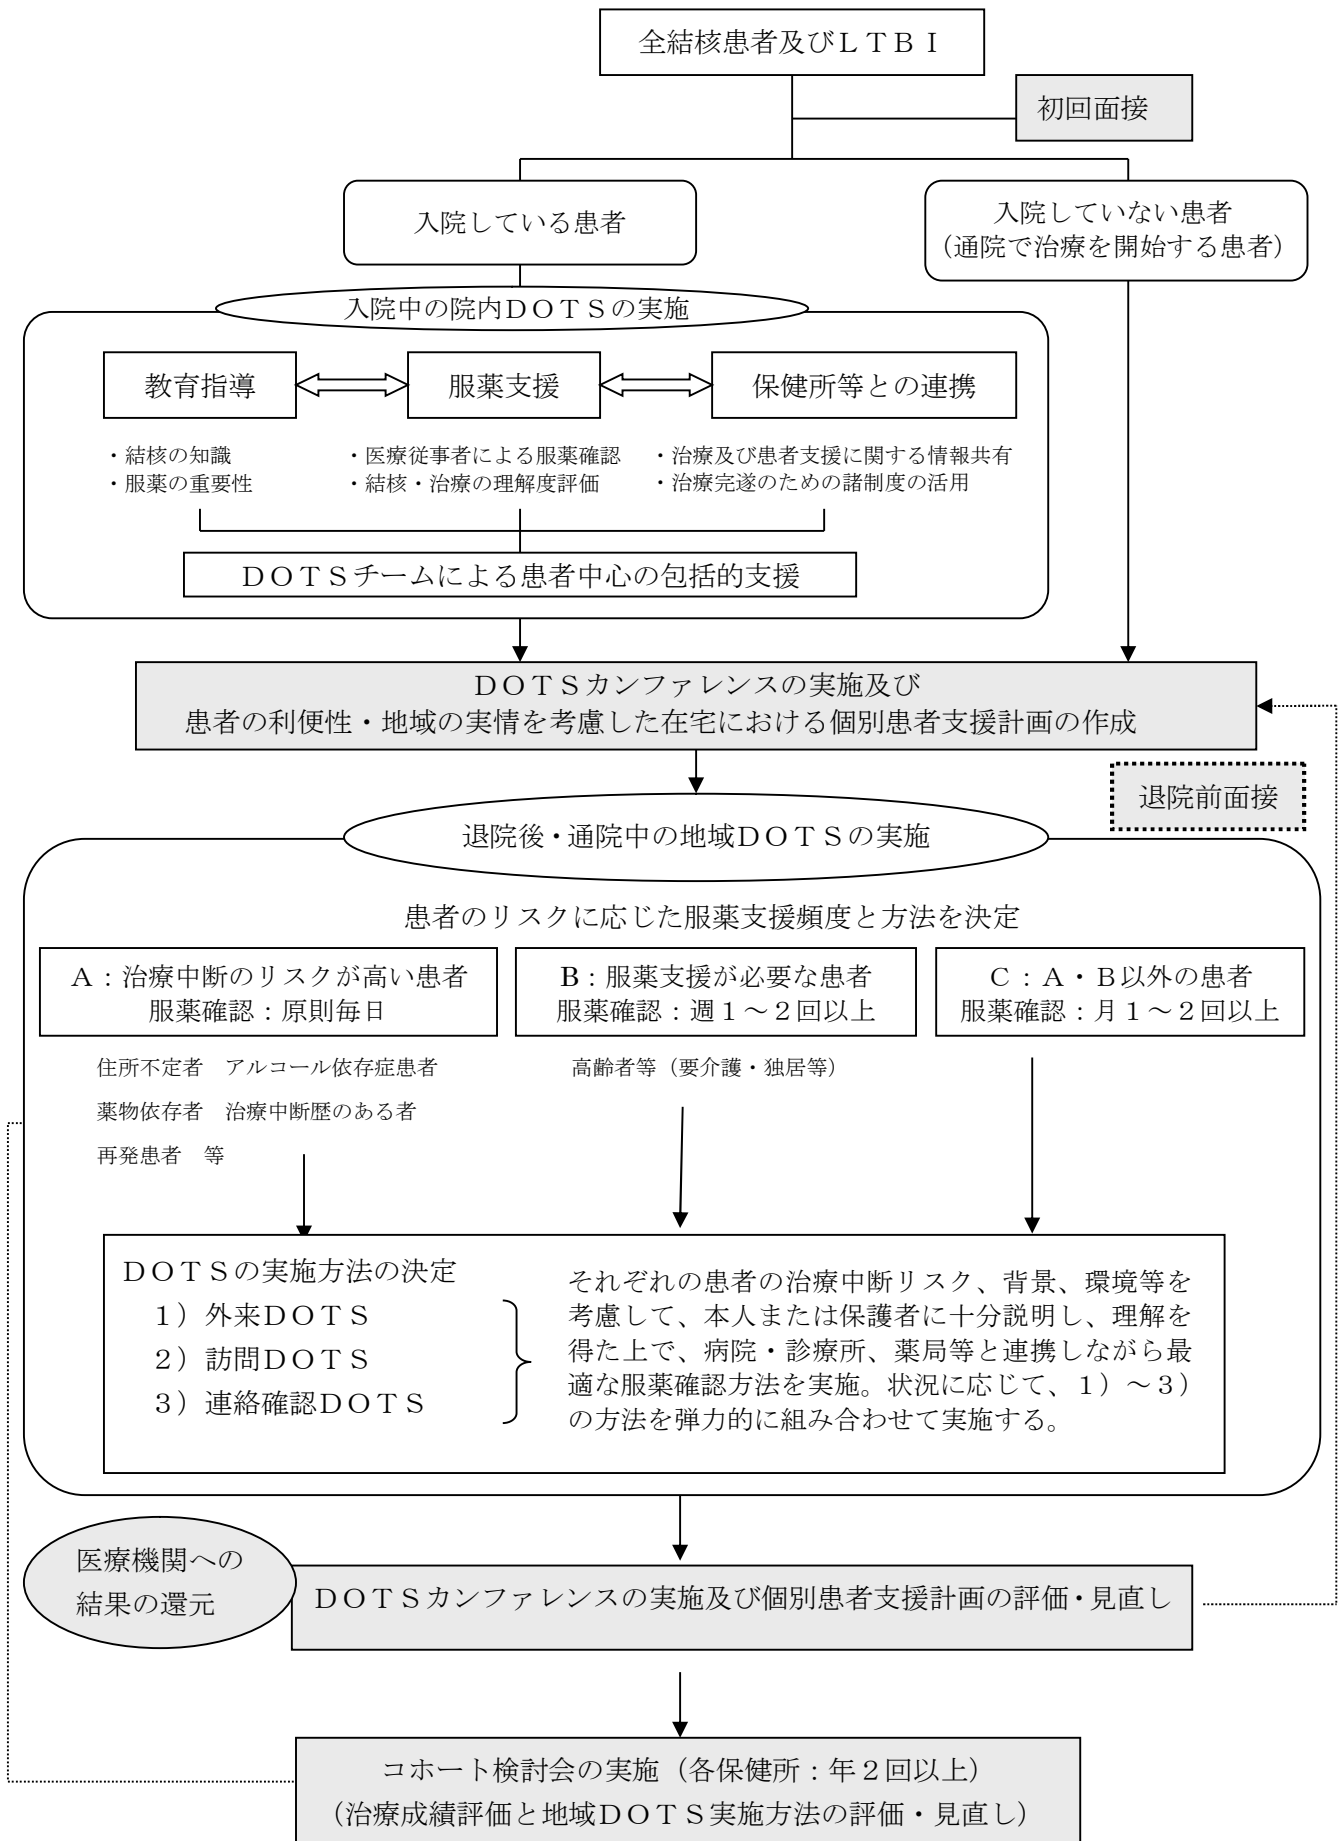 全結核患者及びＬＴＢＩ
初回面接
入院している患者
入院していない患者
（通院で治療を開始する患者）
入院中の院内ＤＯＴＳの実施
教育指導
服薬支援
保健所等との連携
・結核の知識
・服薬の重要性
・医療従事者による服薬確認
・結核・治療の理解度評価
・治療及び患者支援に関する情報共有
・治療完遂のための諸制度の活用
ＤＯＴＳチームによる患者中心の包括的支援
ＤＯＴＳカンファレンスの実施及び
患者の利便性・地域の実情を考慮した在宅における個別患者支援計画の作成
退院前面接
退院後・通院中の地域ＤＯＴＳの実施
患者のリスクに応じた服薬支援頻度と方法を決定
Ａ：治療中断のリスクが高い患者
服薬確認：原則毎日
B：服薬支援が必要な患者
服薬確認：週１～２回以上
Ｃ：Ａ・Ｂ以外の患者
服薬確認：月１～２回以上
住所不定者　アルコール依存症患者
薬物依存者　治療中断歴のある者
再発患者　等
高齢者等（要介護・独居等）
ＤＯＴＳの実施方法の決定
１）外来ＤＯＴＳ
２）訪問ＤＯＴＳ
３）連絡確認ＤＯＴＳ
それぞれの患者の治療中断リスク、背景、環境等を
考慮して、本人または保護者に十分説明し、理解を
得た上で、病院・診療所、薬局等と連携しながら最
適な服薬確認方法を実施。状況に応じて、１）～３）
の方法を弾力的に組み合わせて実施する。
医療機関への
結果の還元
ＤＯＴＳカンファレンスの実施及び個別患者支援計画の評価・見直し
コホート検討会の実施（各保健所：年２回以上）
（治療成績評価と地域ＤＯＴＳ実施方法の評価・見直し）